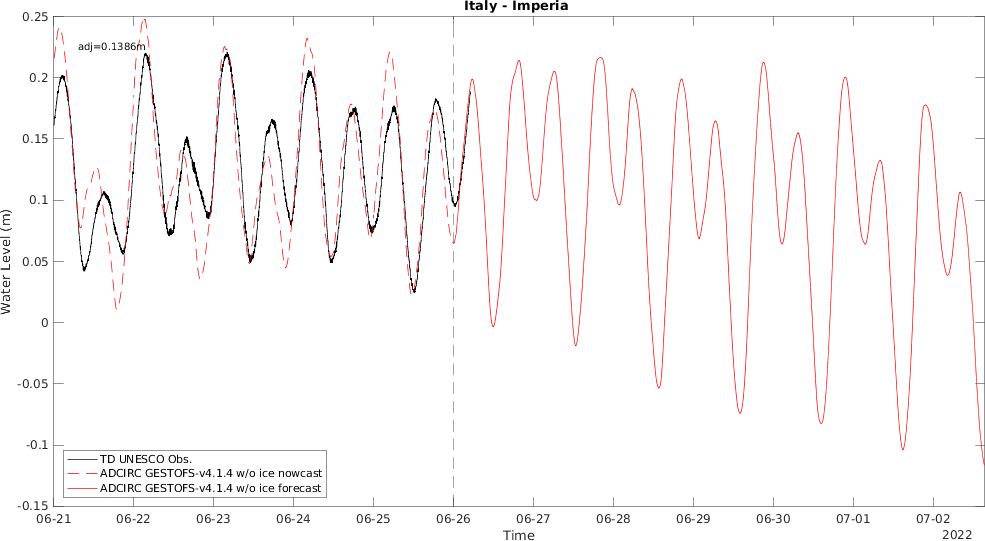 Italy - Imperia
adj=0.1386m
0.25
0.2
0.15
0.1
0.05
0
-0.05
-0.1
-0.15
Water Level (m)
TD UNESCO Obs.
ADCIRC GESTOFS-v4.1.4 w/o ice nowcast
ADCIRC GESTOFS-v4.1.4 w/o ice forecast
06-21 06-22 06-23 06-24 06-25 06-26 06-27 06-28 06-29 06-30 07-01 07-02
Time
2022